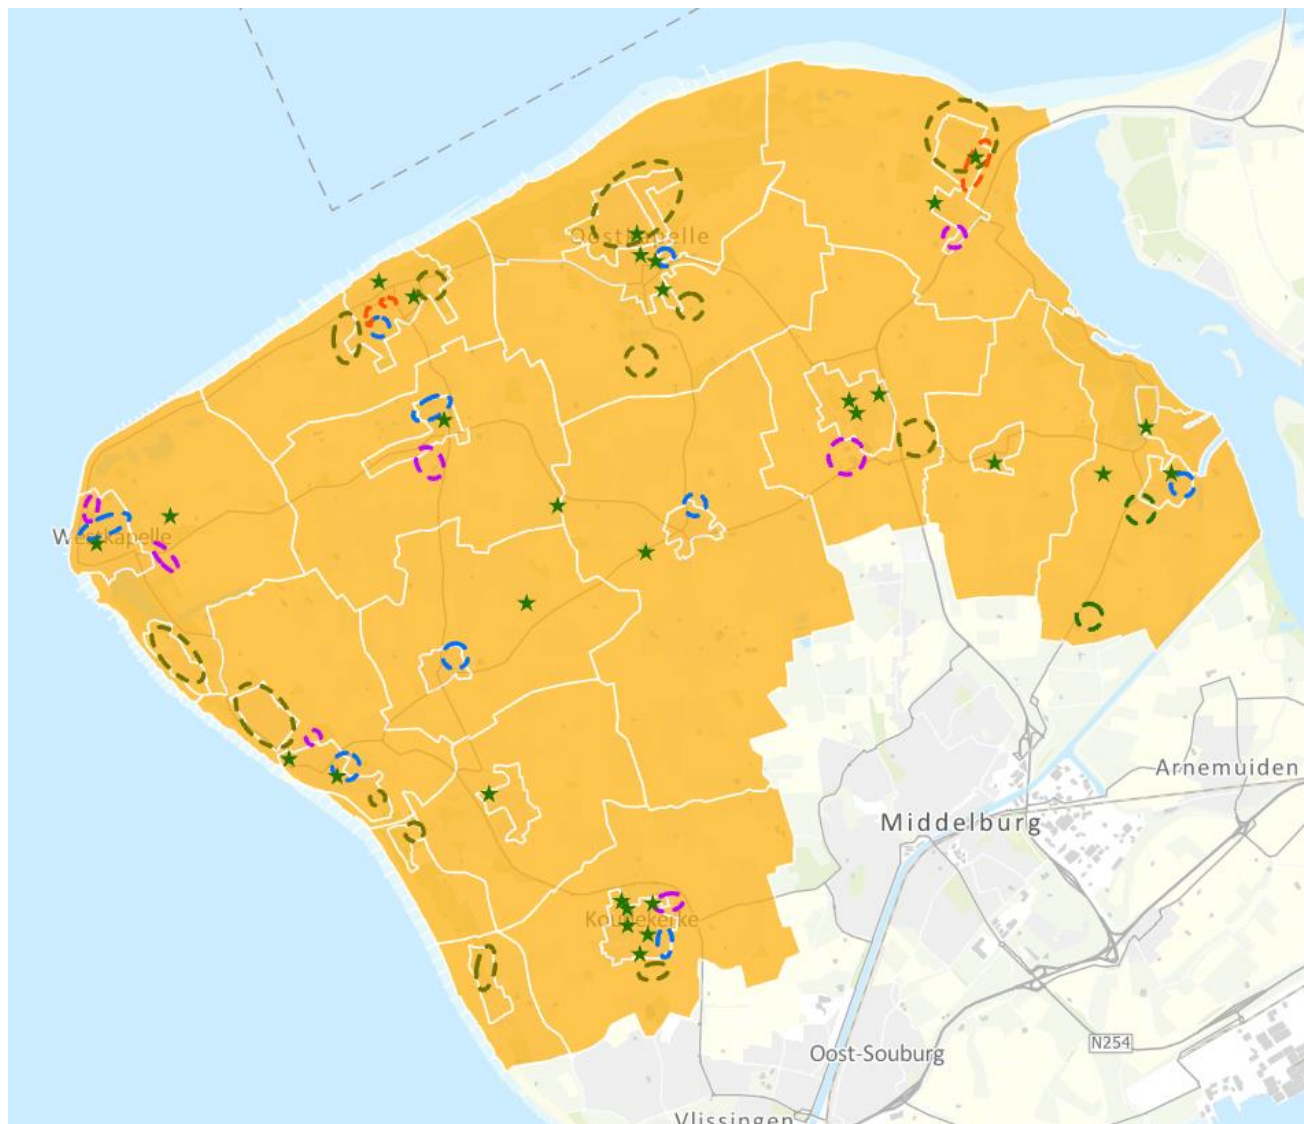 Oostkapelle
Westkapelle
Arnemuiden
Middelburg
Koudekerke
N254
Oost-Souburg
Vlissingen